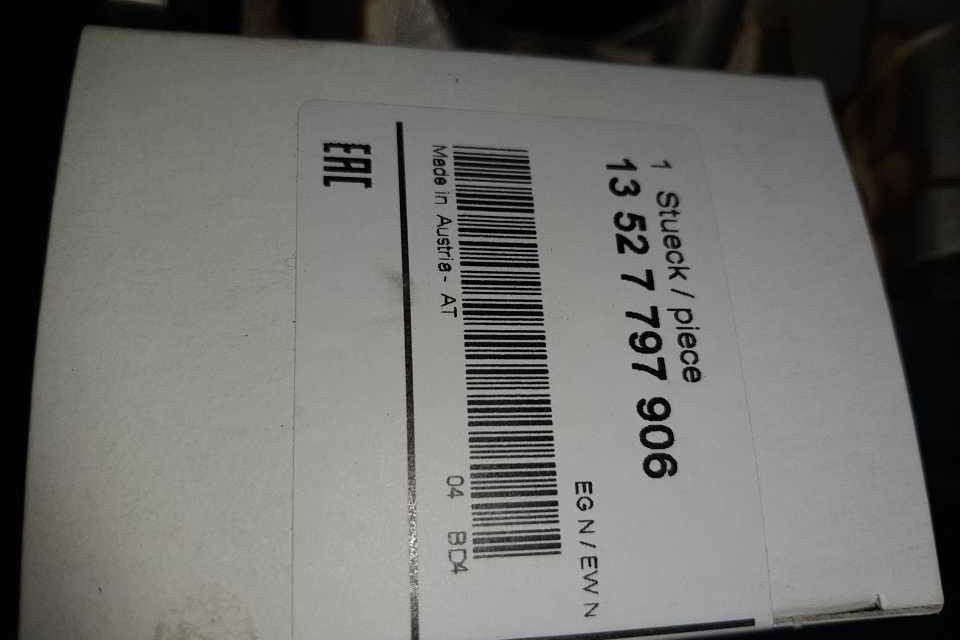 1 Stueck / piece
13 52 7 797 906
EG N / EW N
Made in Austria - AT
04 BD4
EAC